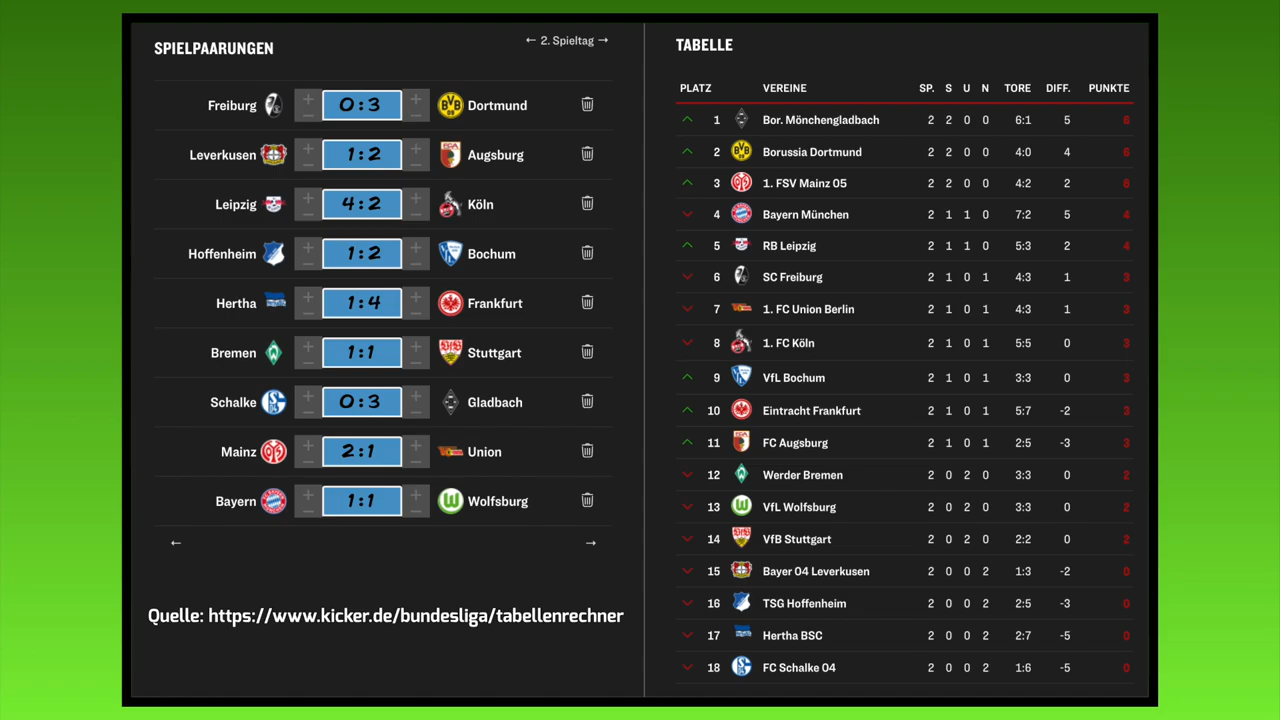 SPIELPAARUNGEN
← 2. Spieltag →
Freiburg 0:3 Dortmund
Leverkusen 1:2 Augsburg
Leipzig 4:2 Köln
Hoffenheim 1:2 Bochum
Hertha 1:4 Frankfurt
Bremen 1:1 Stuttgart
Schalke 0:3 Gladbach
Mainz 2:1 Union
Bayern 1:1 Wolfsburg
← →
Quelle: https://www.kicker.de/bundesliga/tabellenrechner
TABELLE
PLATZ VEREINE SP. S U N TORE DIFF. PUNKTE
1 Bor. Mönchengladbach 2 2 0 0 6:1 5 6
2 Borussia Dortmund 2 2 0 0 4:0 4 6
3 1. FSV Mainz 05 2 2 0 0 4:2 2 6
4 Bayern München 2 1 1 0 7:2 5 4
5 RB Leipzig 2 1 1 0 5:3 2 4
6 SC Freiburg 2 1 0 1 4:3 1 3
7 1. FC Union Berlin 2 1 0 1 4:3 1 3
8 1. FC Köln 2 1 0 1 5:5 0 3
9 VfL Bochum 2 1 0 1 3:3 0 3
10 Eintracht Frankfurt 2 1 0 1 5:7 -2 3
11 FC Augsburg 2 1 0 1 2:5 -3 3
12 Werder Bremen 2 0 2 0 3:3 0 2
13 VfL Wolfsburg 2 0 2 0 3:3 0 2
14 VfB Stuttgart 2 0 2 0 2:2 0 2
15 Bayer 04 Leverkusen 2 0 0 2 1:3 -2 0
16 TSG Hoffenheim 2 0 0 2 2:5 -3 0
17 Hertha BSC 2 0 0 2 2:7 -5 0
18 FC Schalke 04 2 0 0 2 1:6 -5 0